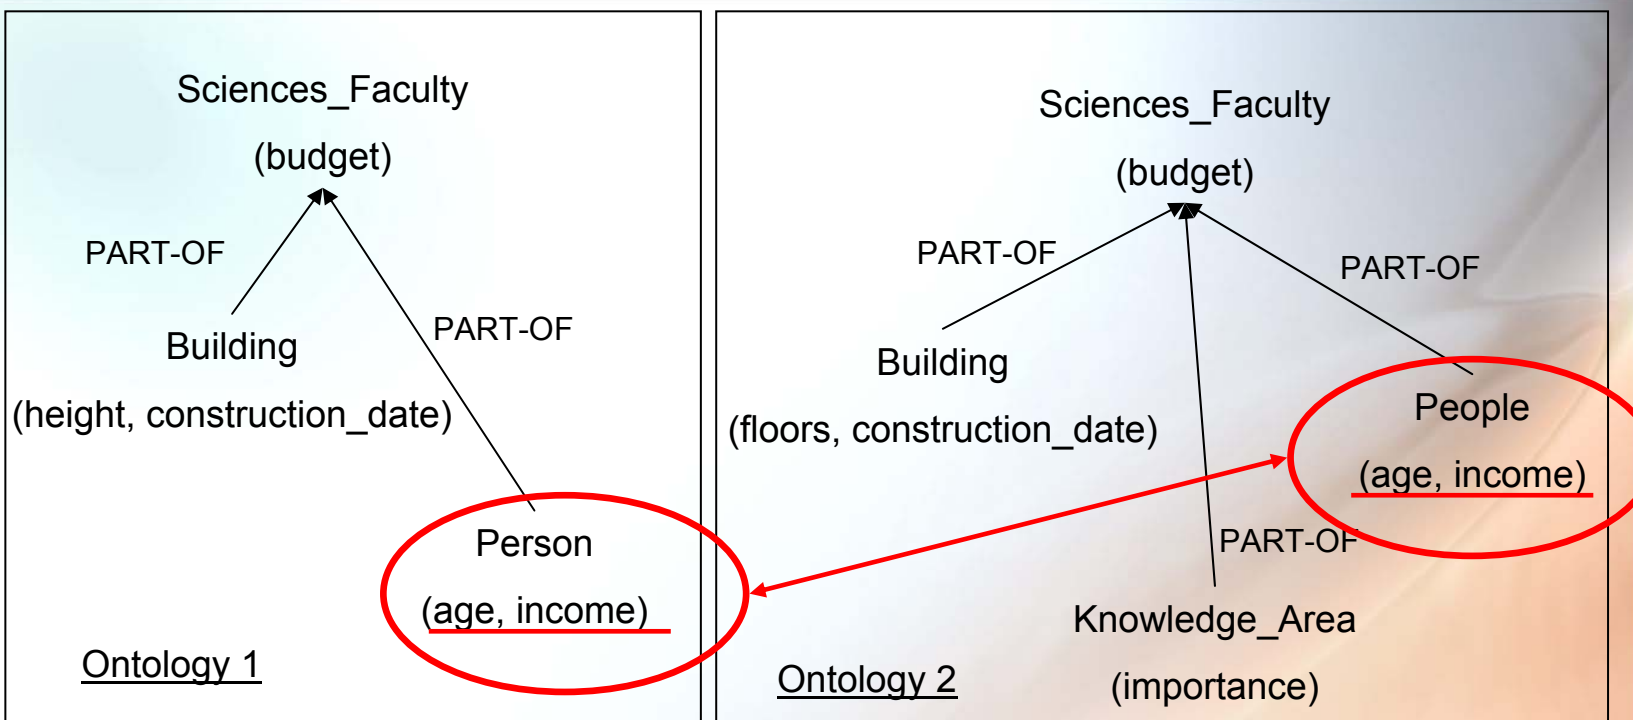 Sciences_Faculty
(budget)
PART-OF
PART-OF
Building
(height, construction_date)
Person
(age, income)
Ontology 1
Sciences_Faculty
(budget)
PART-OF
PART-OF
Building
(floors, construction_date)
People
(age, income)
PART-OF
Knowledge_Area
(importance)
Ontology 2